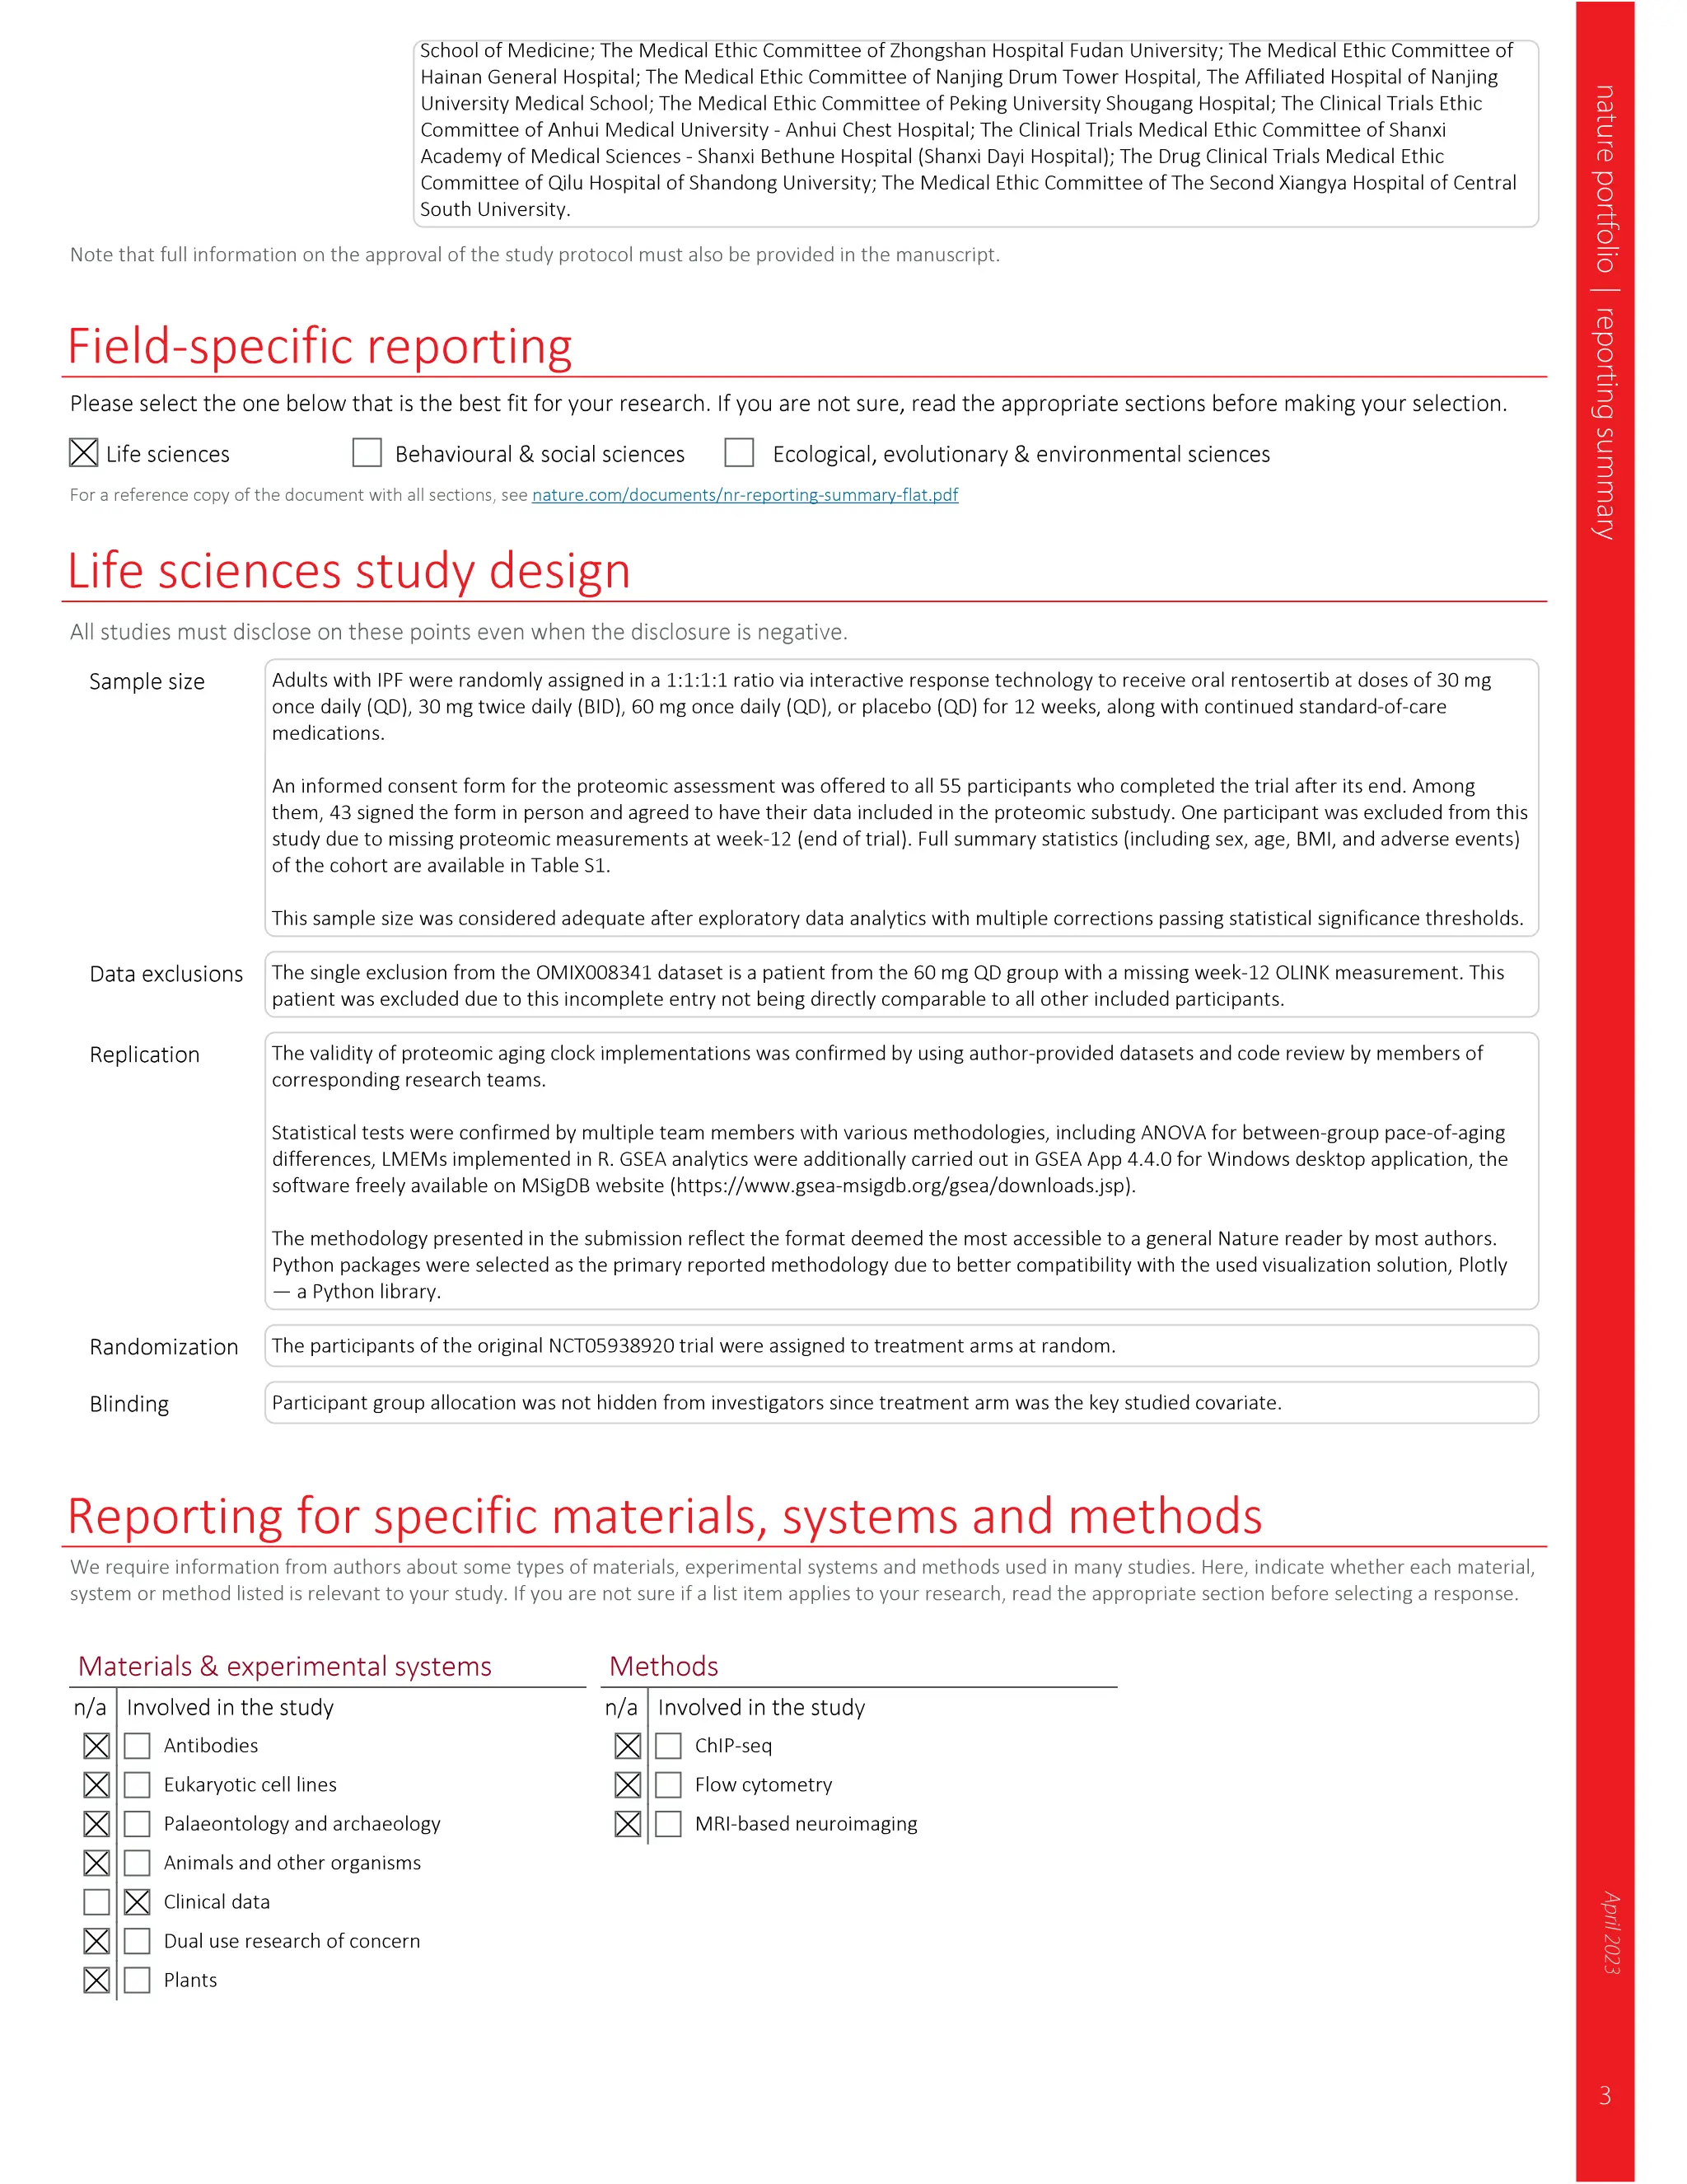 School of Medicine; The Medical Ethic Committee of Zhongshan Hospital Fudan University; The Medical Ethic Committee of
Hainan General Hospital; The Medical Ethic Committee of Nanjing Drum Tower Hospital, The Affiliated Hospital of Nanjing
University Medical School; The Medical Ethic Committee of Peking University Shougang Hospital; The Clinical Trials Ethic
Committee of Anhui Medical University - Anhui Chest Hospital; The Clinical Trials Medical Ethic Committee of Shanxi
Academy of Medical Sciences - Shanxi Bethune Hospital (Shanxi Dayi Hospital); The Drug Clinical Trials Medical Ethic
Committee of Qilu Hospital of Shandong University; The Medical Ethic Committee of The Second Xiangya Hospital of Central
South University.
Note that full information on the approval of the study protocol must also be provided in the manuscript.
Field-specific reporting
Please select the one below that is the best fit for your research. If you are not sure, read the appropriate sections before making your selection.
Life sciences Behavioural & social sciences Ecological, evolutionary & environmental sciences
For a reference copy of the document with all sections, see nature.com/documents/nr-reporting-summary-flat.pdf
Life sciences study design
All studies must disclose on these points even when the disclosure is negative.
Sample size
Adults with IPF were randomly assigned in a 1:1:1:1 ratio via interactive response technology to receive oral rentosertib at doses of 30 mg
once daily (QD), 30 mg twice daily (BID), 60 mg once daily (QD), or placebo (QD) for 12 weeks, along with continued standard-of-care
medications.
An informed consent form for the proteomic assessment was offered to all 55 participants who completed the trial after its end. Among
them, 43 signed the form in person and agreed to have their data included in the proteomic substudy. One participant was excluded from this
study due to missing proteomic measurements at week-12 (end of trial). Full summary statistics (including sex, age, BMI, and adverse events)
of the cohort are available in Table S1.
This sample size was considered adequate after exploratory data analytics with multiple corrections passing statistical significance thresholds.
Data exclusions
The single exclusion from the OMIX008341 dataset is a patient from the 60 mg QD group with a missing week-12 OLINK measurement. This
patient was excluded due to this incomplete entry not being directly comparable to all other included participants.
Replication
The validity of proteomic aging clock implementations was confirmed by using author-provided datasets and code review by members of
corresponding research teams.
Statistical tests were confirmed by multiple team members with various methodologies, including ANOVA for between-group pace-of-aging
differences, LMEMs implemented in R. GSEA analytics were additionally carried out in GSEA App 4.4.0 for Windows desktop application, the
software freely available on MSigDB website (https://www.gsea-msigdb.org/gsea/downloads.jsp).
The methodology presented in the submission reflect the format deemed the most accessible to a general Nature reader by most authors.
Python packages were selected as the primary reported methodology due to better compatibility with the used visualization solution, Plotly
— a Python library.
Randomization
The participants of the original NCT05938920 trial were assigned to treatment arms at random.
Blinding
Participant group allocation was not hidden from investigators since treatment arm was the key studied covariate.
Reporting for specific materials, systems and methods
We require information from authors about some types of materials, experimental systems and methods used in many studies. Here, indicate whether each material,
system or method listed is relevant to your study. If you are not sure if a list item applies to your research, read the appropriate section before selecting a response.
Materials & experimental systems
n/a Involved in the study
Antibodies
Eukaryotic cell lines
Palaeontology and archaeology
Animals and other organisms
Clinical data
Dual use research of concern
Plants
Methods
n/a Involved in the study
ChIP-seq
Flow cytometry
MRI-based neuroimaging
nature portfolio | reporting summary
April 2023
3